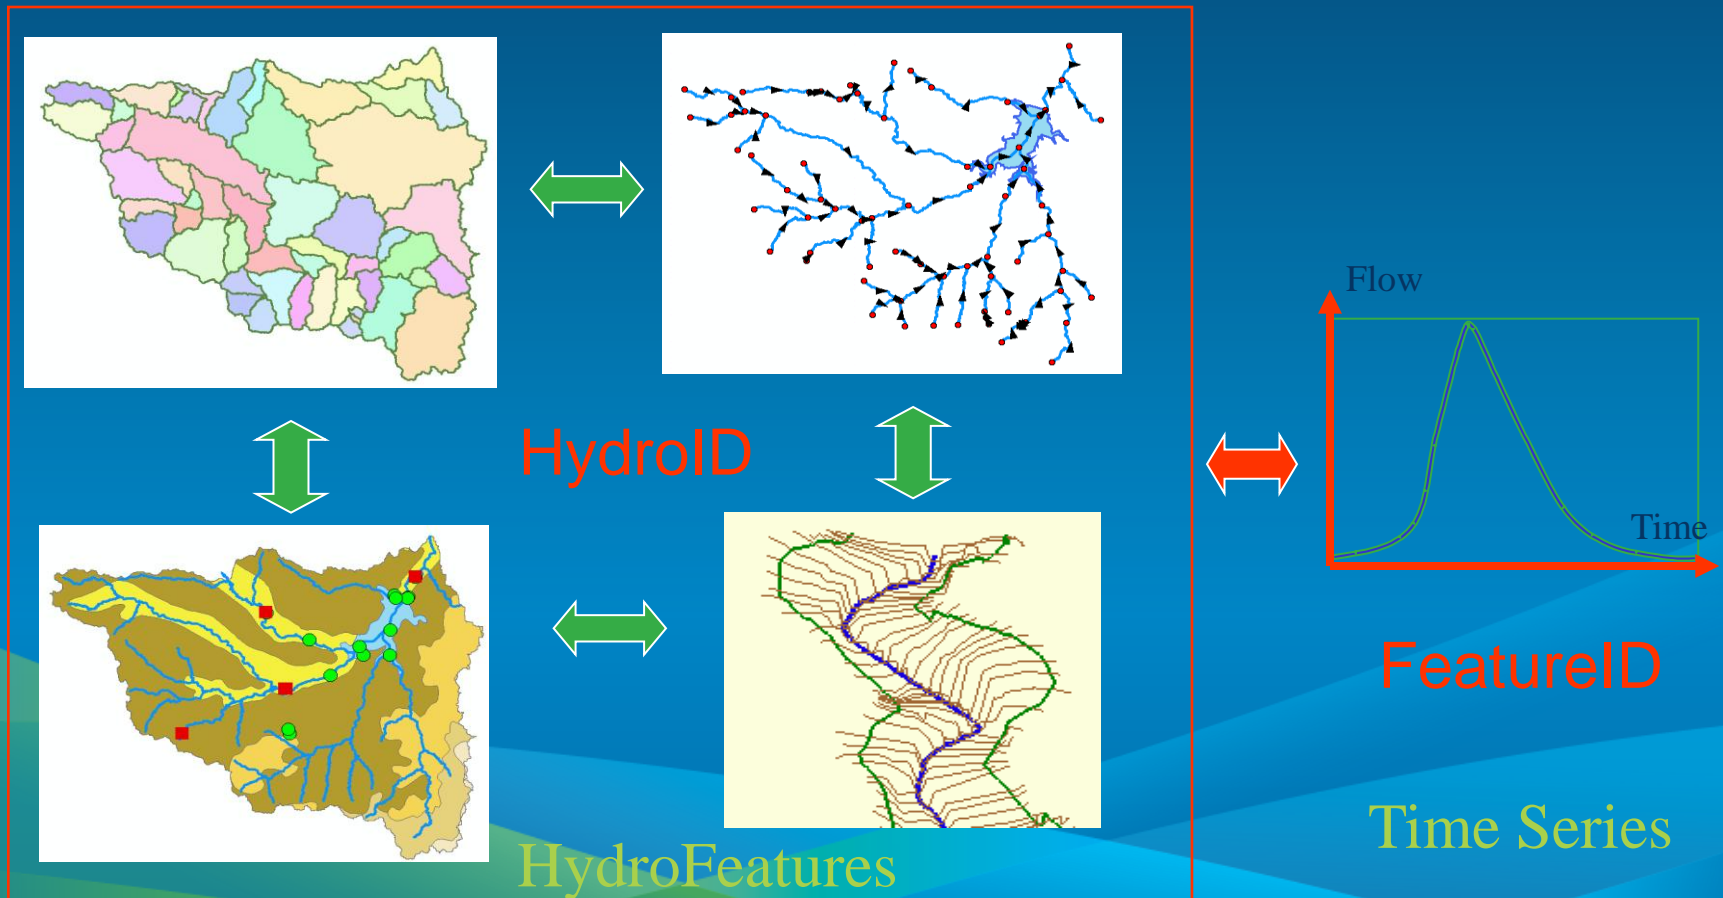 Flow
HydroID
Time
FeatureID
Time Series
HydroFeatures